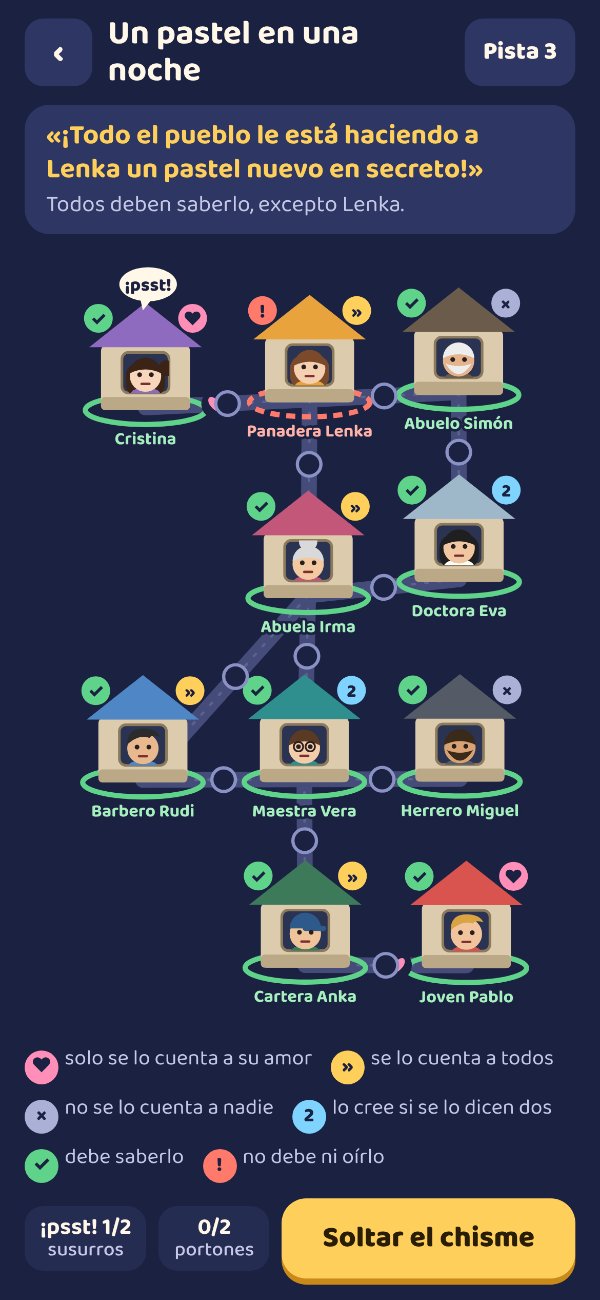 Un pastel en una
noche
Pista 3
«¡Todo el pueblo le está haciendo a
Lenka un pastel nuevo en secreto!»
Todos deben saberlo, excepto Lenka.
¡psst!
! »
×
Cristina
Panadera Lenka
Abuelo Simón
» 2
Abuela Irma
Doctora Eva
» 2 ×
Barbero Rudi
Maestra Vera
Herrero Miguel
»
Cartera Anka
Joven Pablo
solo se lo cuenta a su amor
» se lo cuenta a todos
× no se lo cuenta a nadie
2 lo cree si se lo dicen dos
debe saberlo
! no debe ni oírlo
¡psst! 1/2
susurros
0/2
portones
Soltar el chisme